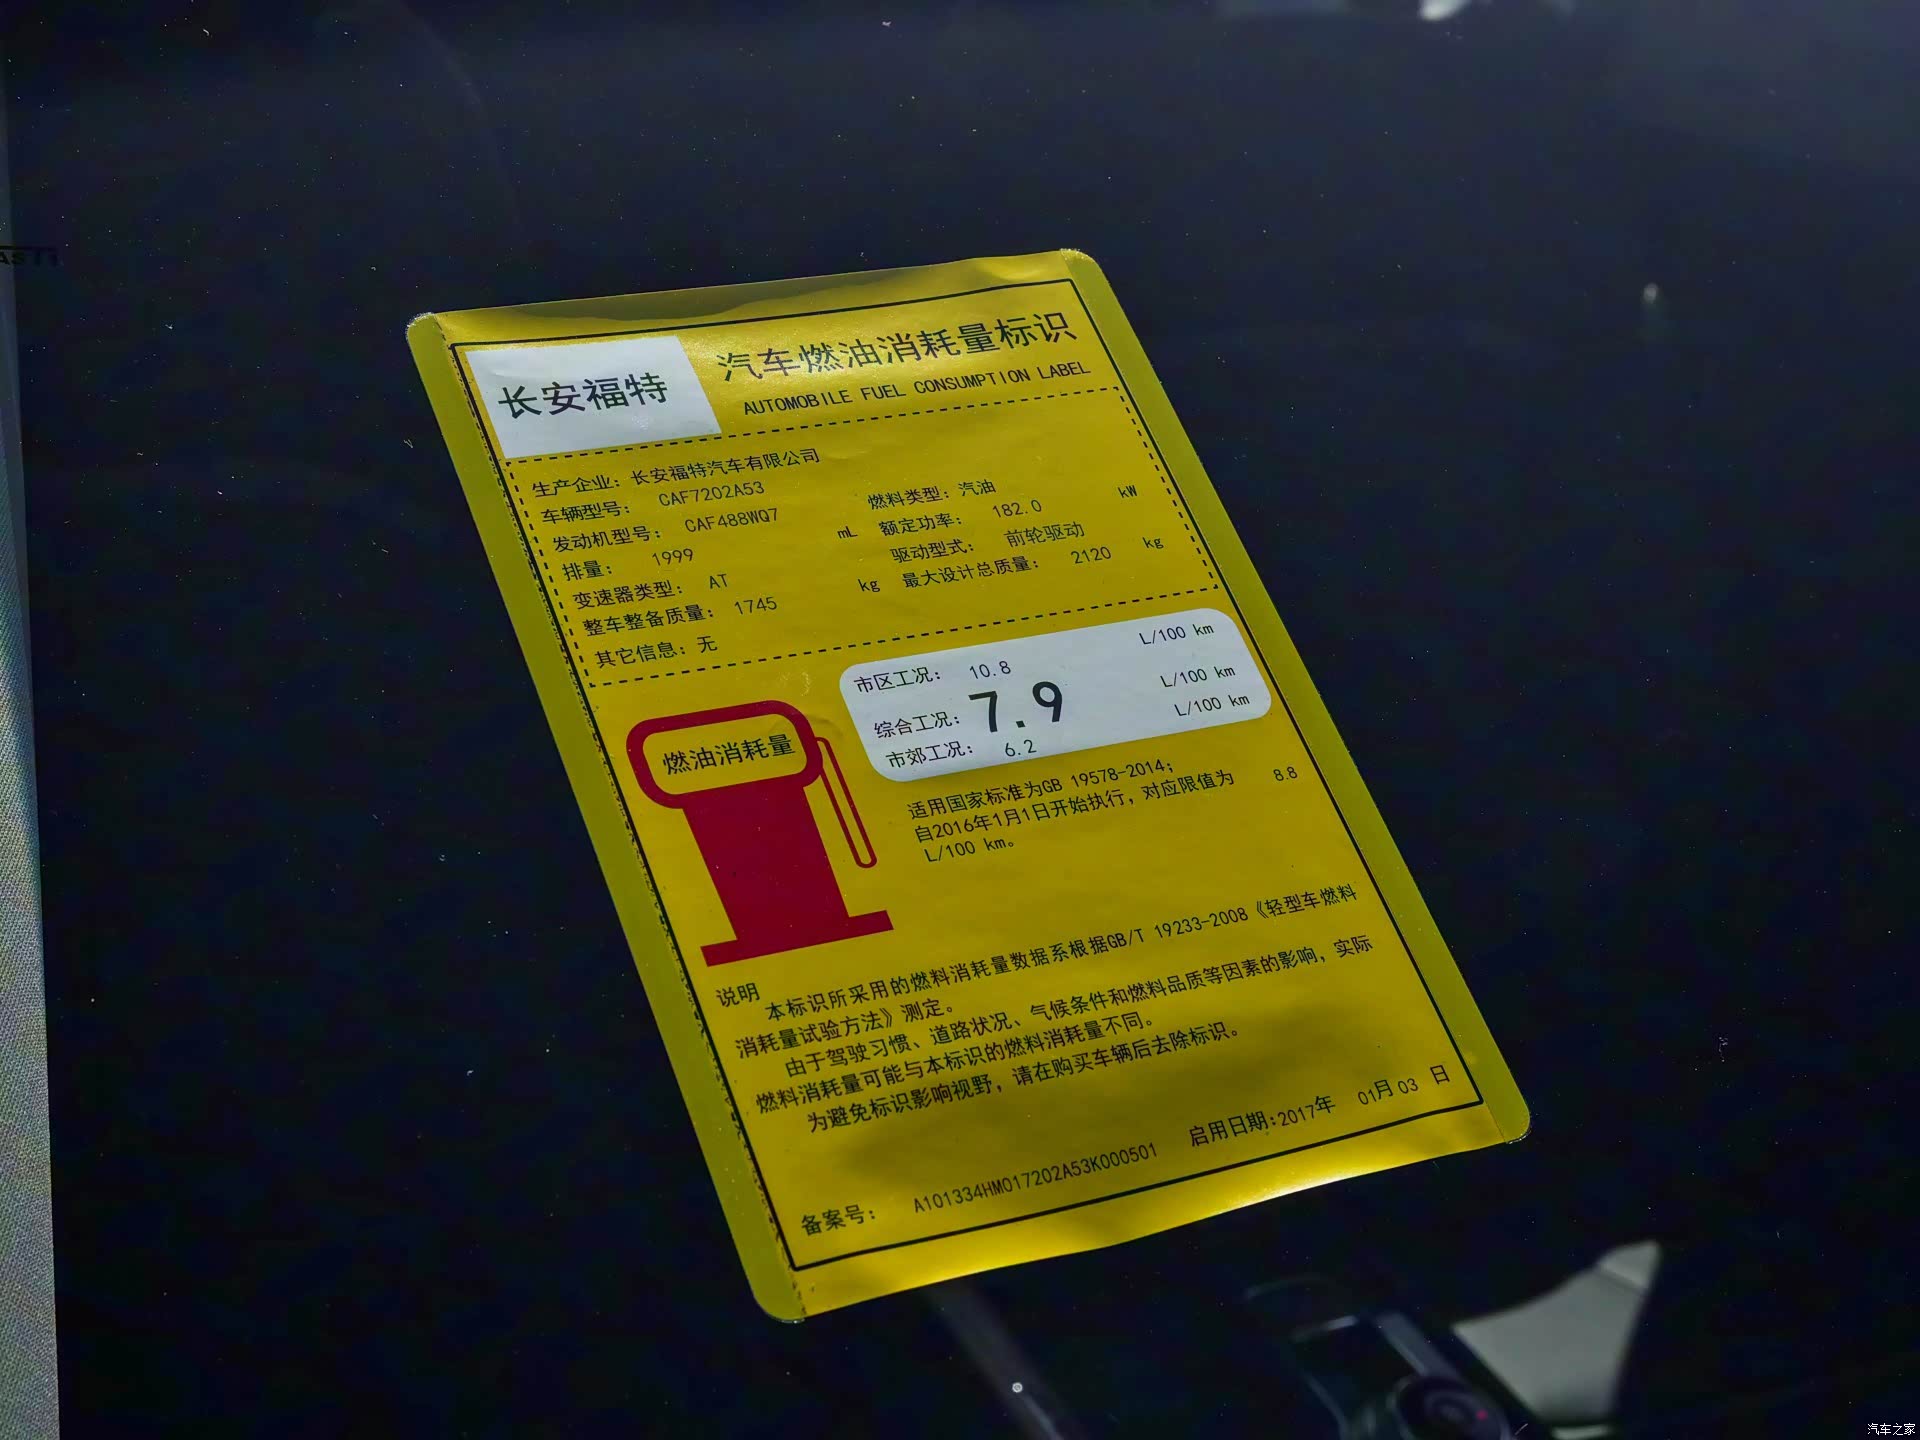 长安福特
汽车燃油消耗量标识
AUTOMOBILE FUEL CONSUMPTION LABEL
生产企业：长安福特汽车有限公司
车辆型号： CAF7202A53
发动机型号： CAF488WQ7
燃料类型：汽油
排量： 1999 mL
额定功率： 182.0 kW
变速器类型： AT
驱动型式： 前轮驱动
整车整备质量： 1745 kg
最大设计总质量： 2120 kg
其它信息：无
市区工况： 10.8 L/100 km
综合工况：7.9 L/100 km
市郊工况： 6.2 L/100 km
燃油消耗量
适用国家标准为GB 19578-2014；
自2016年1月1日开始执行，对应限值为 8.8
L/100 km。
说明
本标识所采用的燃料消耗量数据系根据GB/T 19233-2008《轻型车燃料
消耗量试验方法》测定。
由于驾驶习惯、道路状况、气候条件和燃料品质等因素的影响，实际
燃料消耗量可能与本标识的燃料消耗量不同。
为避免标识影响视野，请在购买车辆后去除标识。
备案号： A101334HM017202A53K000501 启用日期:2017年 01月03 日
汽车之家